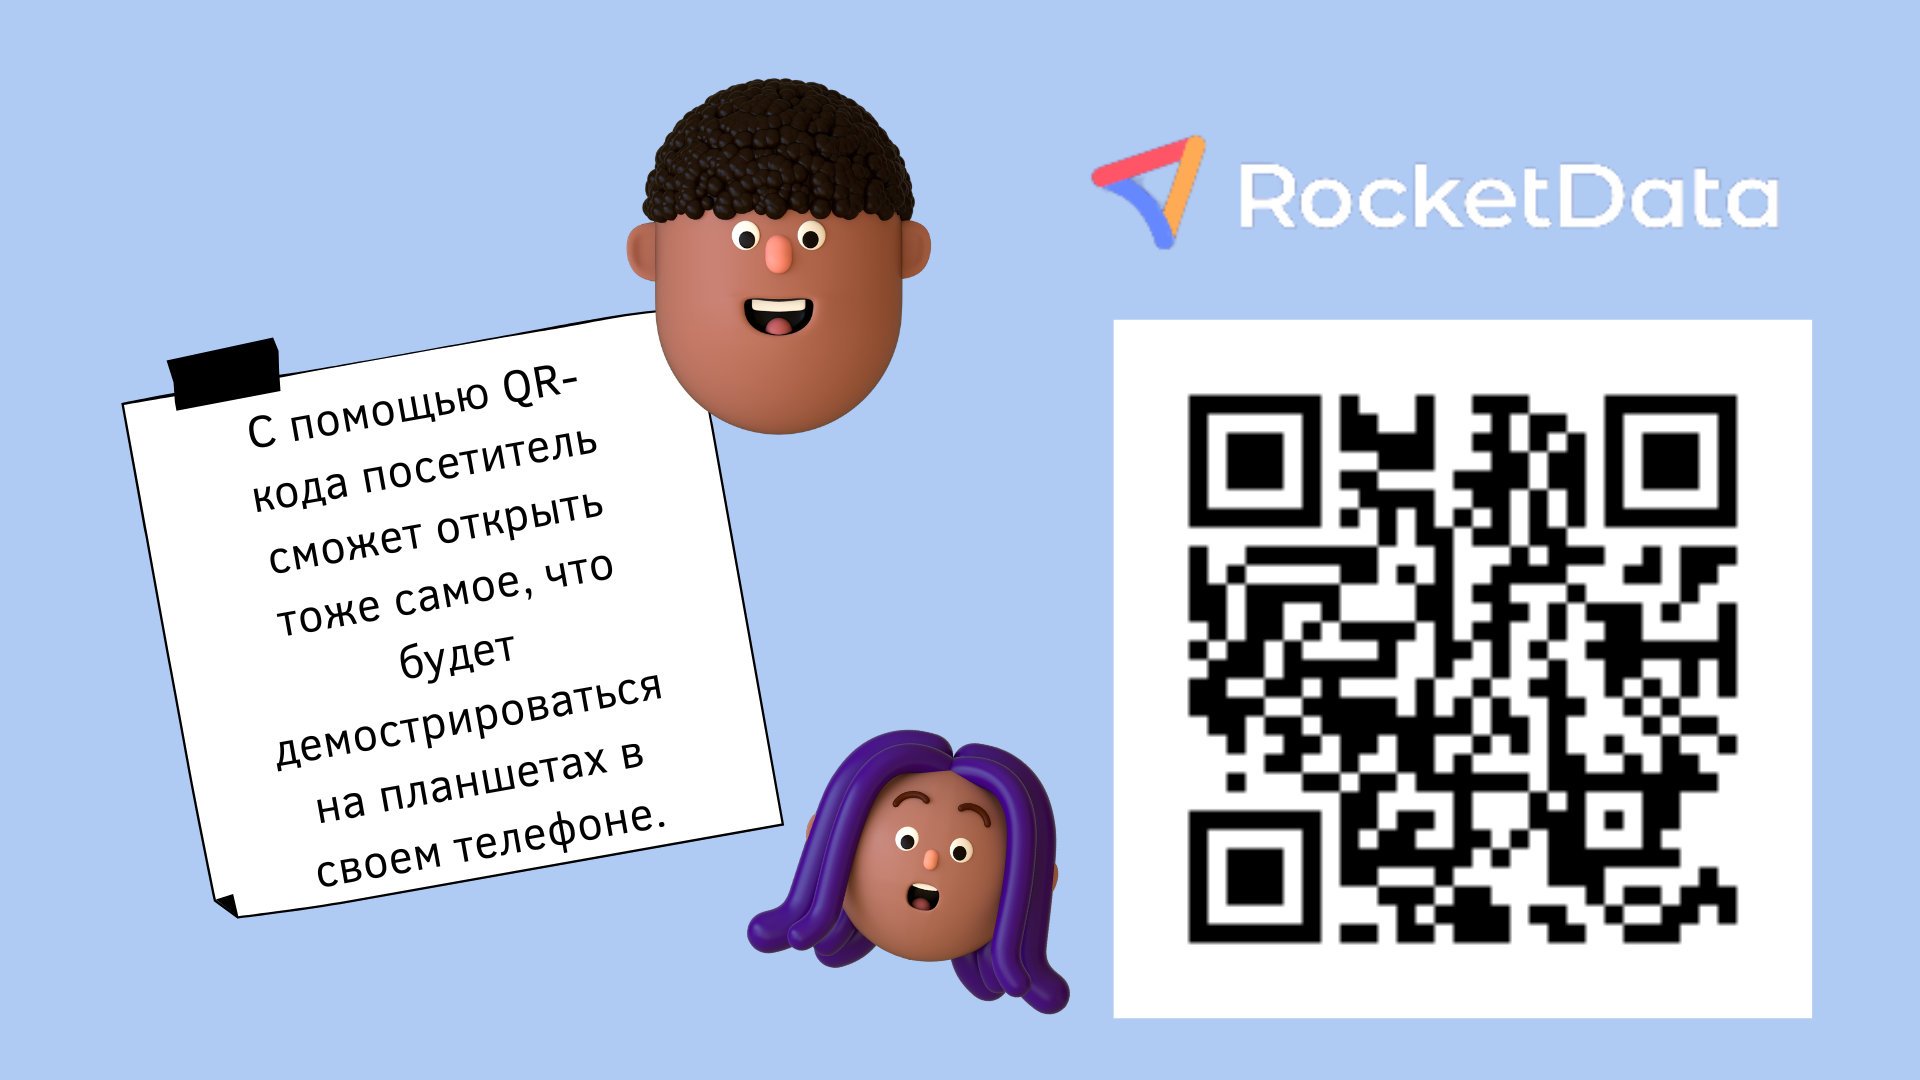 RocketData
С помощью QR-
кода посетитель
сможет открыть
тоже самое, что
будет
демострироваться
на планшетах в
своем телефоне.